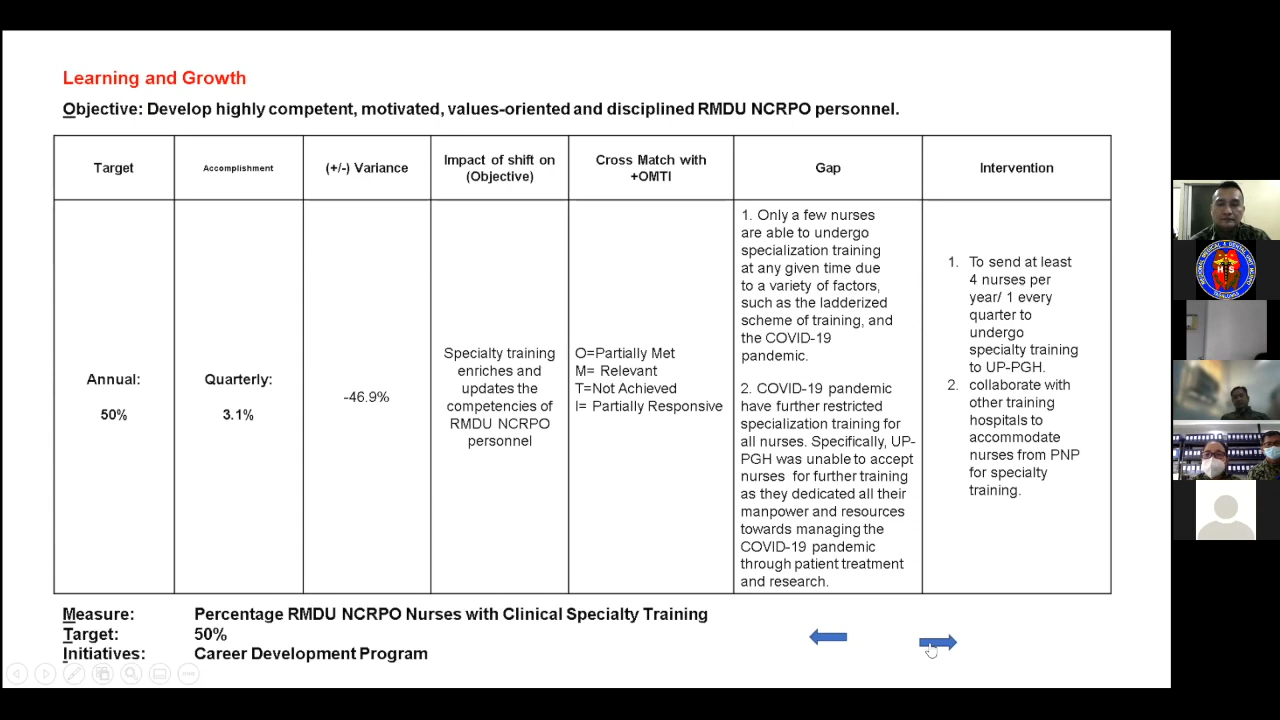 Learning and Growth
Objective: Develop highly competent, motivated, values-oriented and disciplined RMDU NCRPO personnel.
Target
Accomplishment
(+/-) Variance
Impact of shift on
(Objective)
Cross Match with
+OMTI
Gap
Intervention
Annual:
50%
Quarterly:
3.1%
-46.9%
Specialty training
enriches and
updates the
competencies of
RMDU NCRPO
personnel
O=Partially Met
M= Relevant
T=Not Achieved
I= Partially Responsive
1. Only a few nurses
are able to undergo
specialization training
at any given time due
to a variety of factors,
such as the ladderized
scheme of training, and
the COVID-19
pandemic.
2. COVID-19 pandemic
have further restricted
specialization training for
all nurses. Specifically, UP-
PGH was unable to accept
nurses for further training
as they dedicated all their
manpower and resources
towards managing the
COVID-19 pandemic
through patient treatment
and research.
1. To send at least
4 nurses per
year/ 1 every
quarter to
undergo
specialty training
to UP-PGH.
2. collaborate with
other training
hospitals to
accommodate
nurses from PNP
for specialty
training.
Measure: Percentage RMDU NCRPO Nurses with Clinical Specialty Training
Target: 50%
Initiatives: Career Development Program